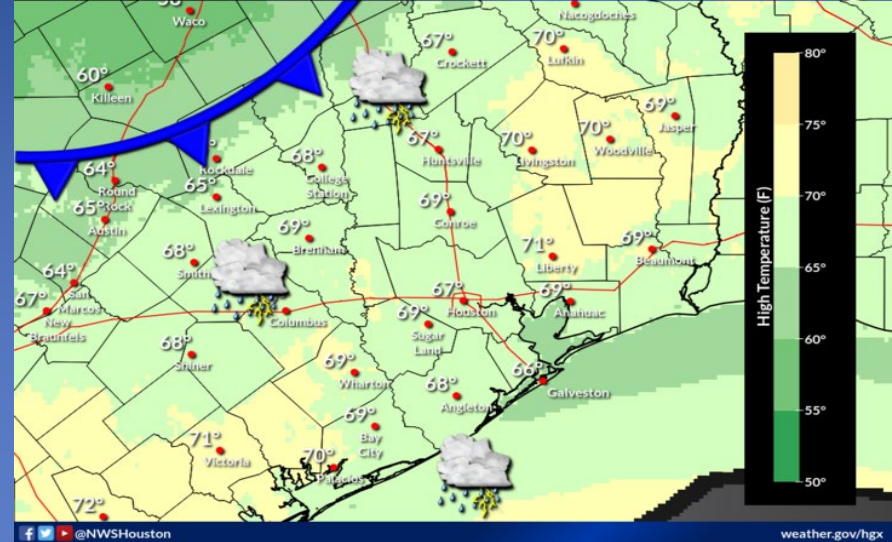 Waco
Nacogdoches
67°
Crockett
70°
Lufkin
80°
60°
Killeen
75°
69°
Jasper
67°
Huntsville
70°
Livingston
70°
Woodville
64°
Round
Rock
Rockdale
68°
College
Station
65°
Lexington
70°
65°
Austin
69°
Conroe
69°
Brenham
High Temperature (F)
68°
71°
Liberty
69°
Beaumont
65°
64°
San
Marcos
67°
New
Braunfels
Columbus
67°
Houston
69°
Anahuac
69°
Sugar
Land
60°
68°
Shiner
69°
Wharton
68°
Angleton
66°
Galveston
55°
69°
Bay
City
71°
Victoria
70°
Palacios
50°
72°
@NWSHouston
weather.gov/hgx